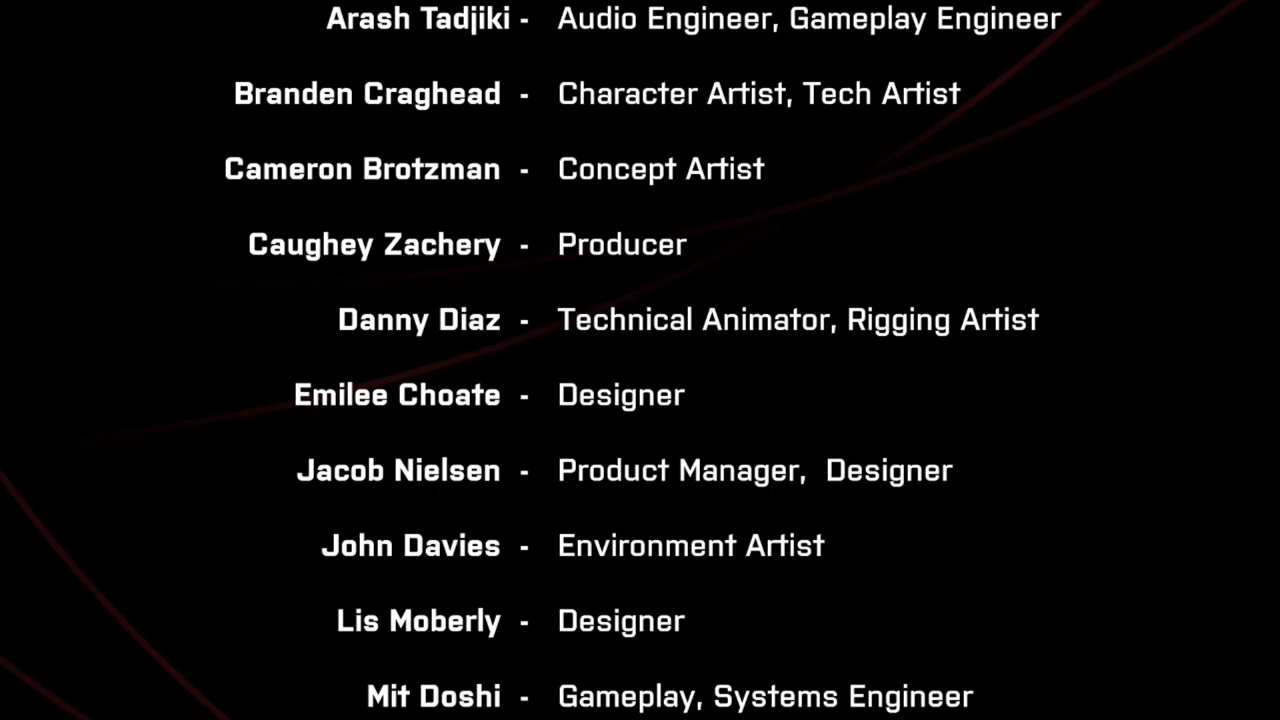 Arash Tadjiki - Audio Engineer, Gameplay Engineer
Branden Craghead - Character Artist, Tech Artist
Cameron Brotzman - Concept Artist
Caughey Zachery - Producer
Danny Diaz - Technical Animator, Rigging Artist
Emilee Choate - Designer
Jacob Nielsen - Product Manager,  Designer
John Davies - Environment Artist
Lis Moberly - Designer
Mit Doshi - Gameplay, Systems Engineer